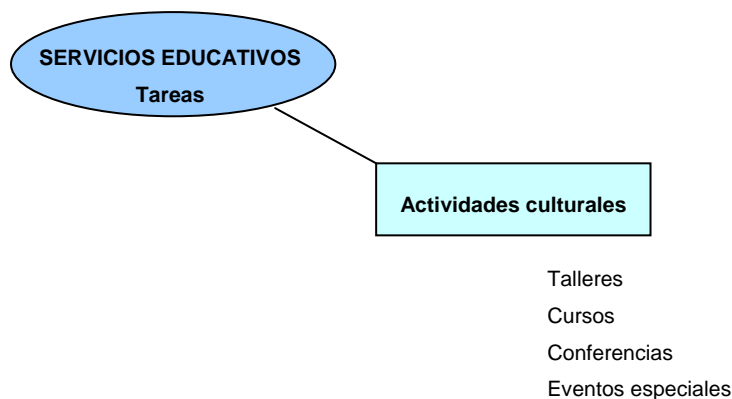 SERVICIOS EDUCATIVOS
Tareas
Actividades culturales
Talleres
Cursos
Conferencias
Eventos especiales